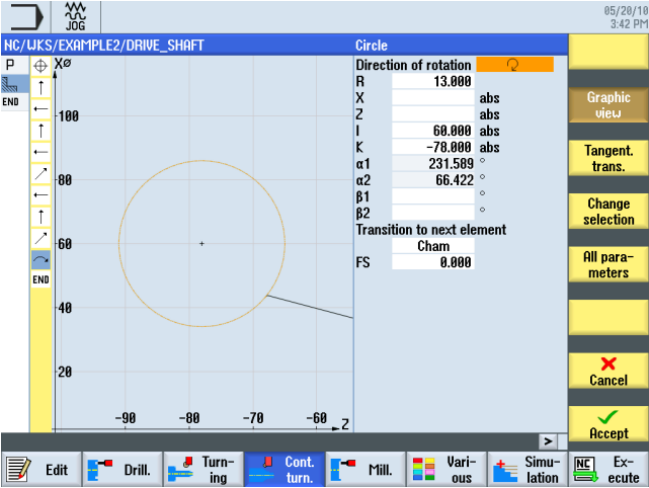 JOG
05/20/10
3:42 PM
NC/WKS/EXAMPLE2/DRIVE_SHAFT
Circle
P
END
END
XØ
100
80
60
40
20
-90
-80
-70
-60
Z
Direction of rotation
R 13.000
X abs
Z abs
I 60.000 abs
K -78.000 abs
α1 231.589 °
α2 66.422 °
β1 °
β2 °
Transition to next element
Cham
FS 0.000
Graphic
view
Tangent.
trans.
Change
selection
All para-
meters
Cancel
Accept
>
Edit
Drill.
Turn-
ing
Cont.
turn.
Mill.
Vari-
ous
Simu-
lation
NC
Ex-
ecute